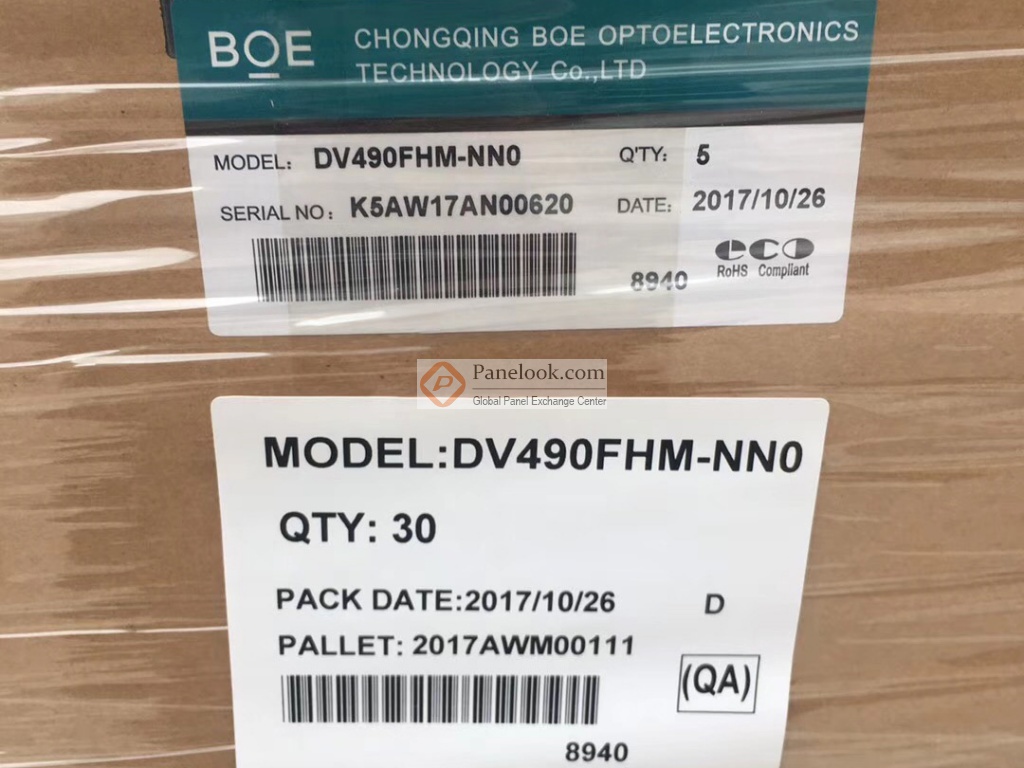 BOE
CHONGQING BOE OPTOELECTRONICS
TECHNOLOGY Co.,LTD
MODEL: DV490FHM-NN0 Q'TY: 5
SERIAL NO: K5AW17AN00620 DATE: 2017/10/26
eco
RoHS Compliant
8940
P Panelook.com
Global Panel Exchange Center
MODEL:DV490FHM-NN0
QTY: 30
PACK DATE:2017/10/26 D
PALLET: 2017AWM00111
(QA)
8940